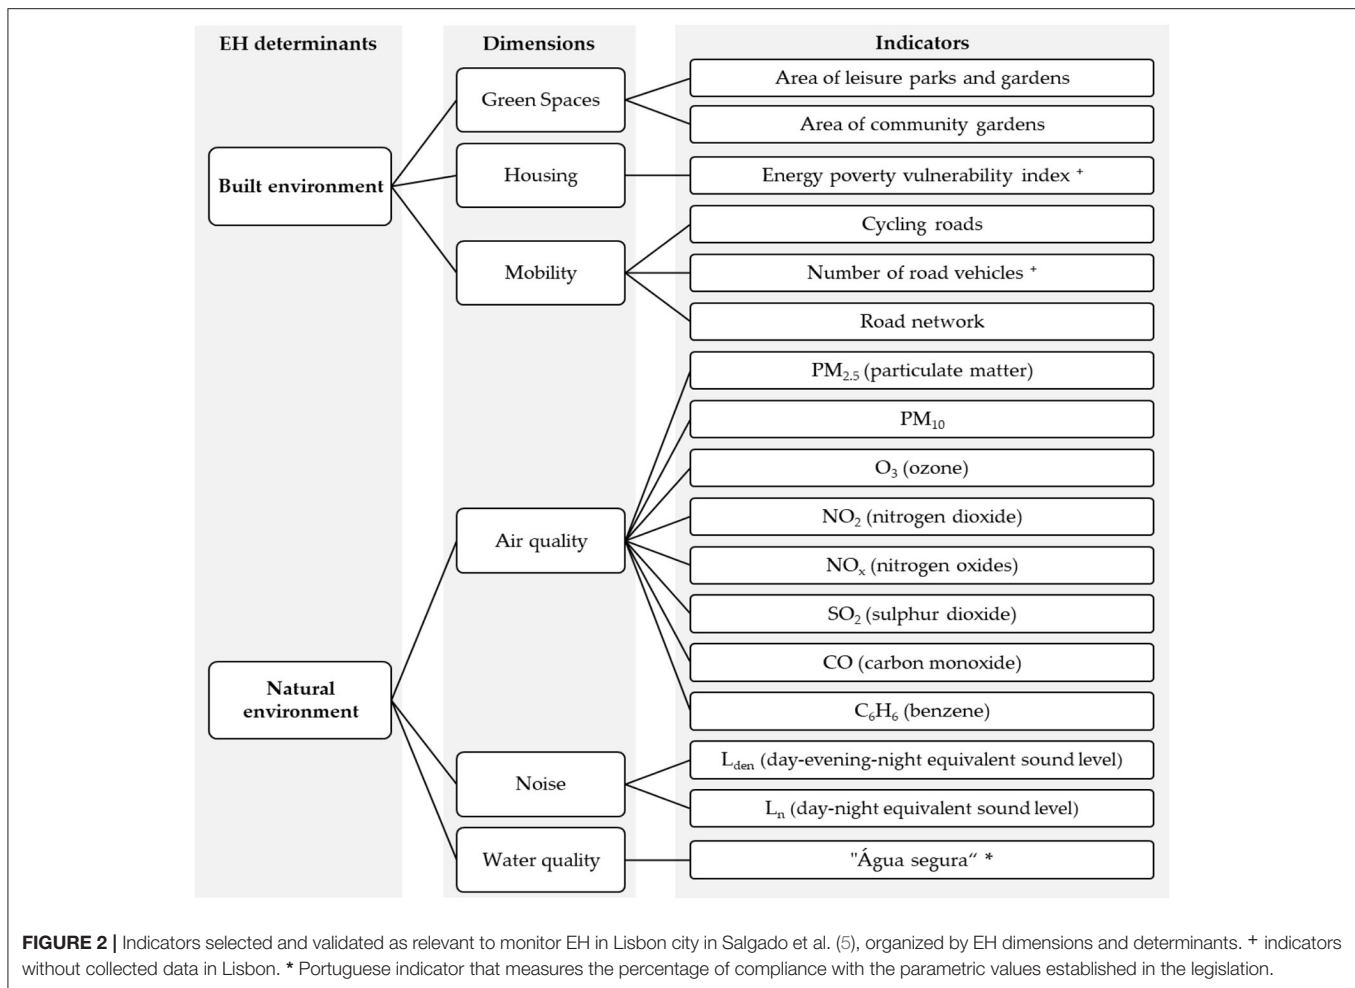 EH determinants
Dimensions
Indicators
Built environment
Green Spaces
Area of leisure parks and gardens
Area of community gardens
Housing
Energy poverty vulnerability index +
Mobility
Cycling roads
Number of road vehicles +
Road network
Natural
environment
Air quality
PM2.5 (particulate matter)
PM10
O3 (ozone)
NO2 (nitrogen dioxide)
NOx (nitrogen oxides)
SO2 (sulphur dioxide)
CO (carbon monoxide)
C6H6 (benzene)
Noise
Lden (day-evening-night equivalent sound level)
Ln (day-night equivalent sound level)
Water quality
"Água segura“ *
FIGURE 2 | Indicators selected and validated as relevant to monitor EH in Lisbon city in Salgado et al. (5), organized by EH dimensions and determinants. + indicators
without collected data in Lisbon. * Portuguese indicator that measures the percentage of compliance with the parametric values established in the legislation.